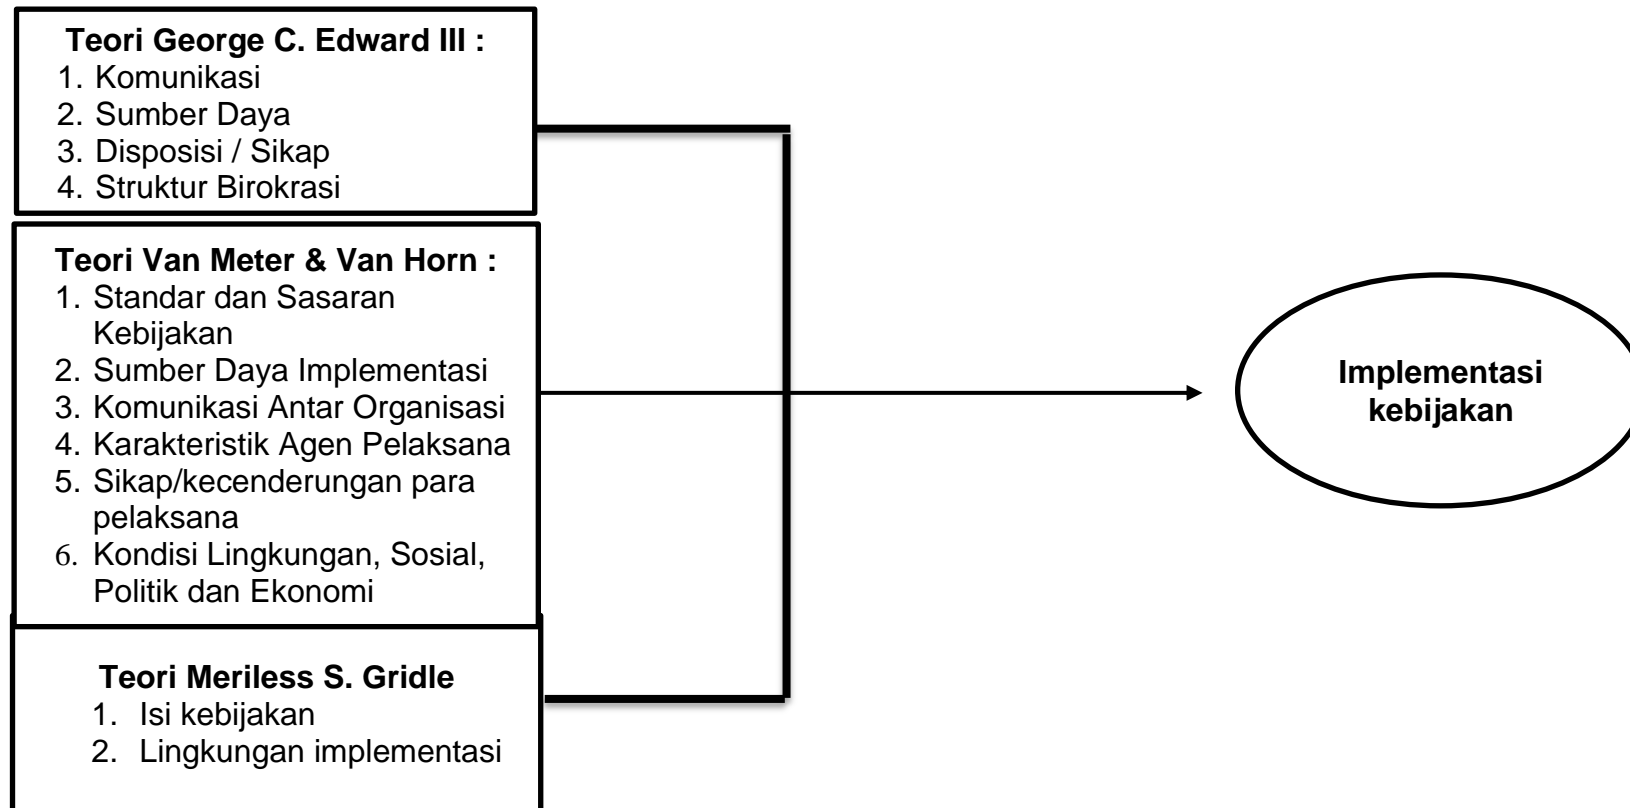 Teori George C. Edward III :
1. Komunikasi
2. Sumber Daya
3. Disposisi / Sikap
4. Struktur Birokrasi
Teori Van Meter & Van Horn :
1. Standar dan Sasaran
Kebijakan
2. Sumber Daya Implementasi
3. Komunikasi Antar Organisasi
4. Karakteristik Agen Pelaksana
5. Sikap/kecenderungan para
pelaksana
6. Kondisi Lingkungan, Sosial,
Politik dan Ekonomi
Teori Meriless S. Gridle
1. Isi kebijakan
2. Lingkungan implementasi
Implementasi
kebijakan